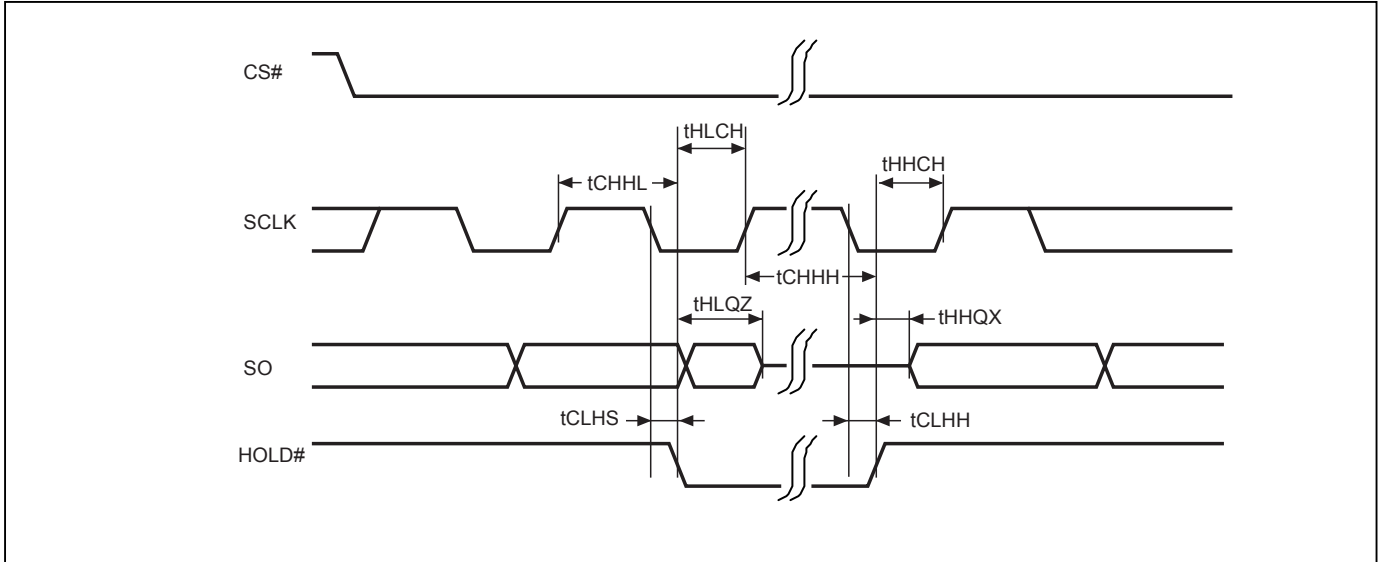 CS#
tHLCH
tHHCH
tCHHL
SCLK
tCHHH
tHLQZ
tHHQX
SO
tCLHS
tCLHH
HOLD#